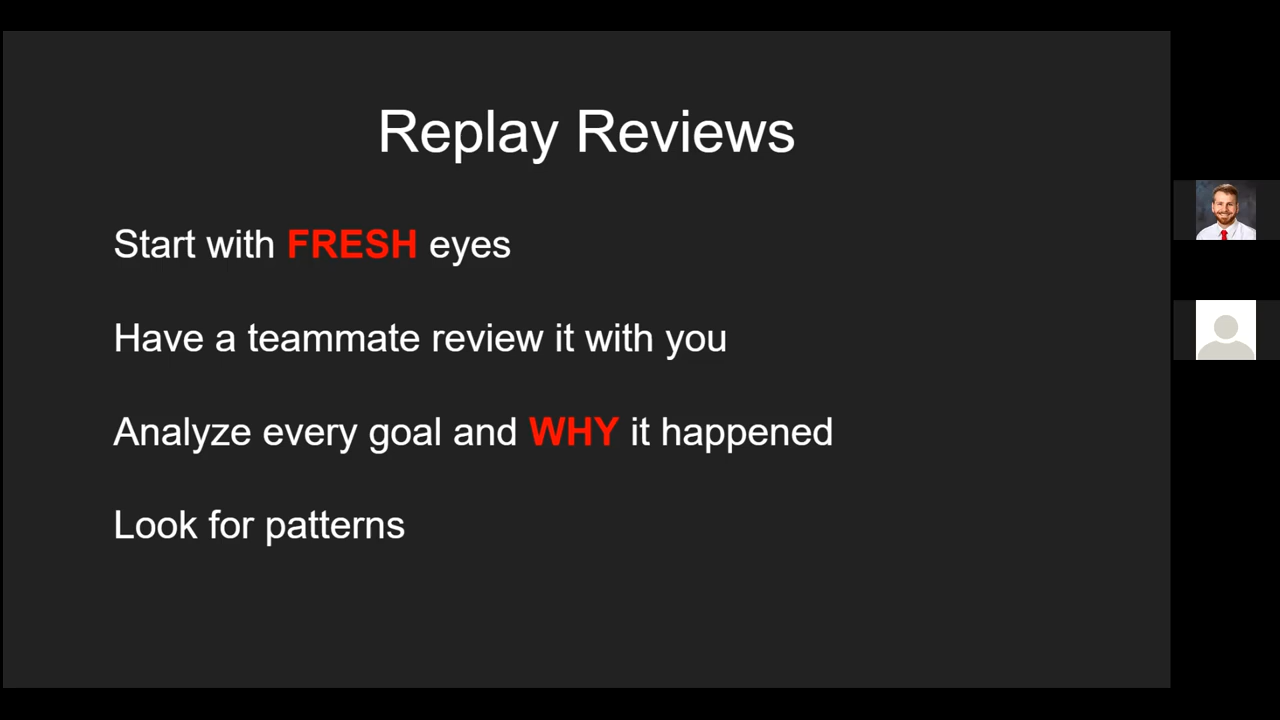 Replay Reviews
Start with FRESH eyes
Have a teammate review it with you
Analyze every goal and WHY it happened
Look for patterns